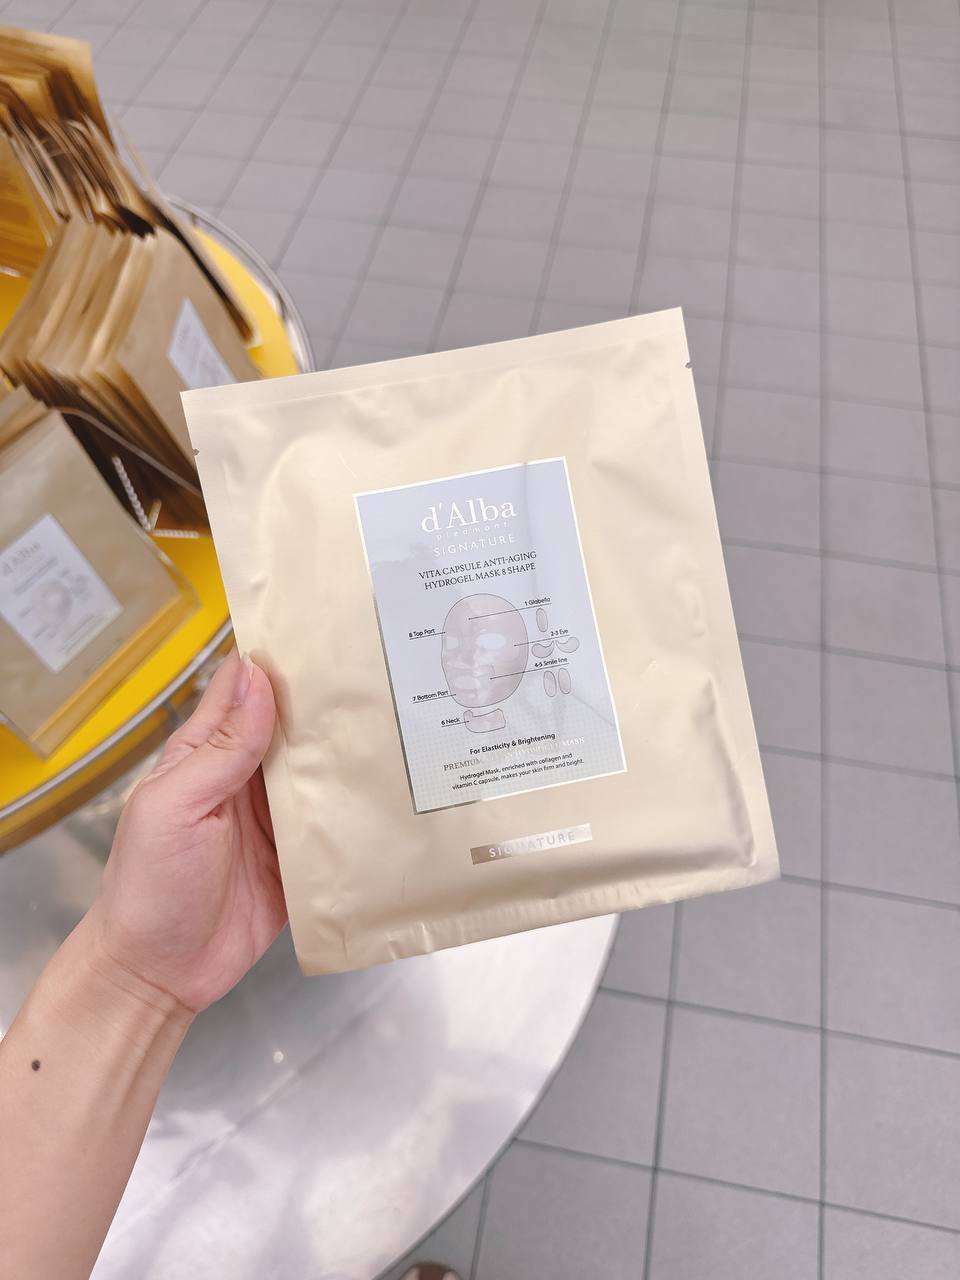 d'Alba
piedmont
SIGNATURE
VITA CAPSULE ANTI-AGING
HYDROGEL MASK 8 SHAPE
1 Glabella
8 Top Part
2-3 Eye
4-5 Smile line
7 Bottom Part
6 Neck
For Elasticity & Brightening
PREMIUM HYDROGEL MASK
Hydrogel Mask, enriched with collagen and
vitamin C capsule, makes your skin firm and bright.
SIGNATURE
d'Alba